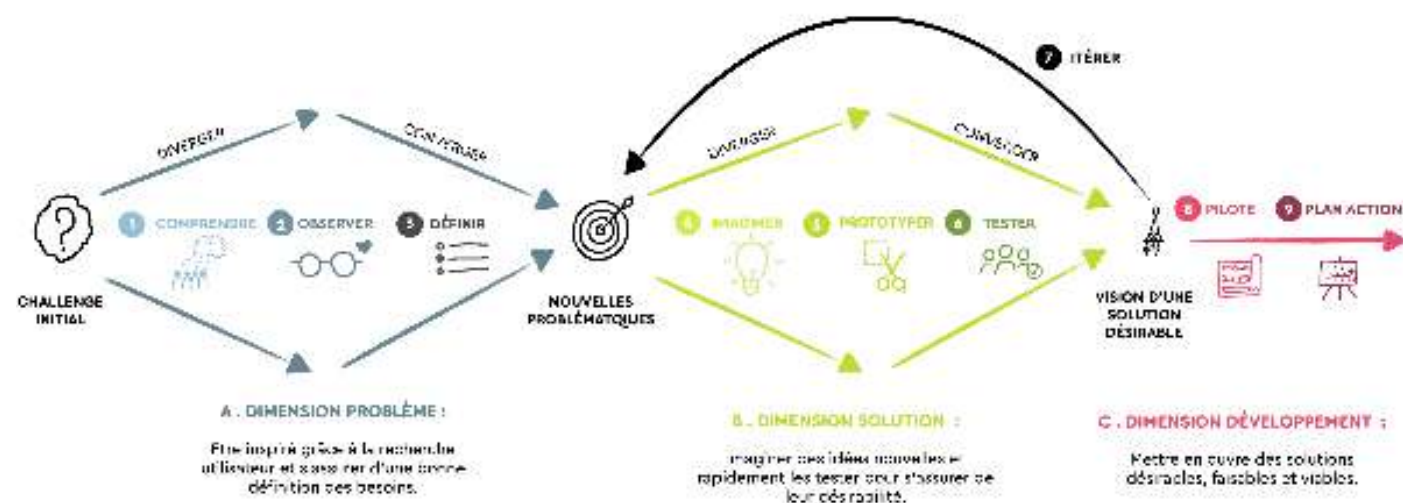 7 ITÉRER
DIVERGER
CONVERGER
DIVERGER
CONVERGER
1 COMPRENDRE
2 OBSERVER
3 DÉFINIR
4 IMAGINER
5 PROTOTYPER
6 TESTER
8 PILOTE
9 PLAN ACTION
CHALLENGE
INITIAL
NOUVELLES
PROBLÉMATQUES
VISION D'UNE
SOLUTION
DÉSIRABLE
A . DIMENSION PROBLÈME :
Etre inspiré grâce à la recherche
utilisateur et s'assurer d'une bonne
définition des besoins.
B . DIMENSION SOLUTION :
Imaginer des idées nouvelles et
rapidement les tester pour s'assurer de
leur désirabilité.
C . DIMENSION DÉVELOPPEMENT :
Mettre en œuvre des solutions
désirables, faisables et viables.